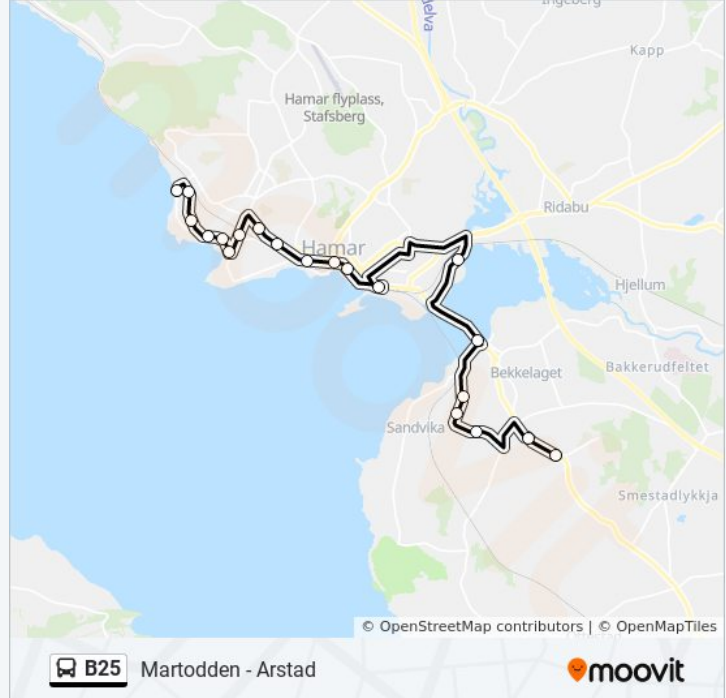 Ingeberg
Kapp
Hamar flyplass,
Stafsberg
Ridabu
Hamar
Hjellum
Bekkelaget
Bakkerudfeltet
Sandvika
Smestadlykkja
© OpenStreetMap contributors | © OpenMapTiles
B25 Martodden - Arstad
moovit